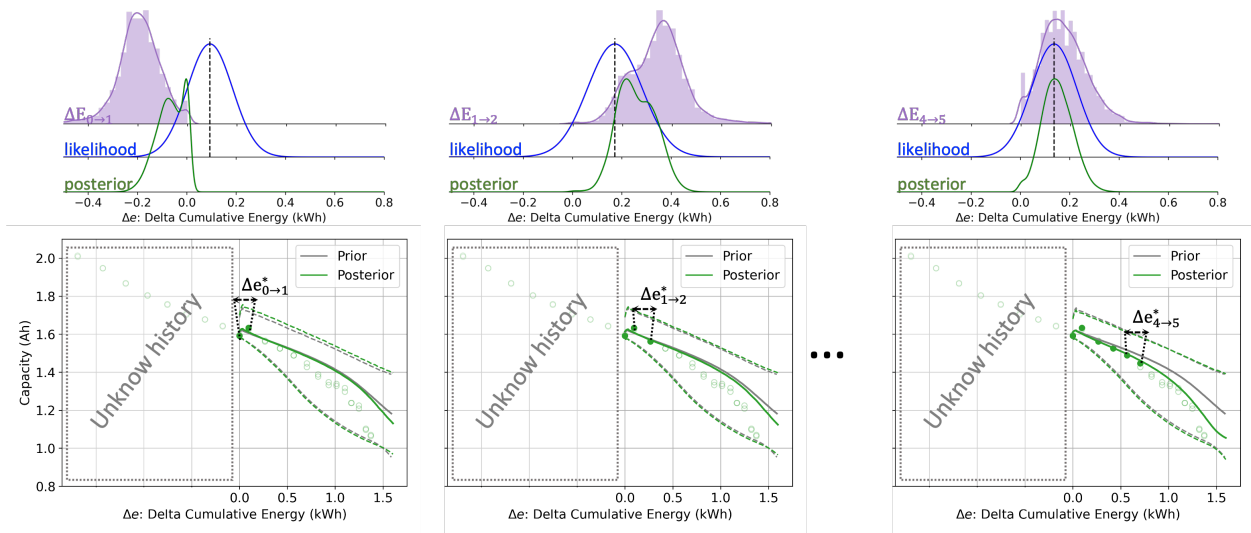 ΔE0→1
likelihood
posterior
−0.4 −0.2 0.0 0.2 0.4 0.6 0.8
Δe: Delta Cumulative Energy (kWh)
ΔE1→2
likelihood
posterior
−0.4 −0.2 0.0 0.2 0.4 0.6 0.8
Δe: Delta Cumulative Energy (kWh)
ΔE4→5
likelihood
posterior
−0.4 −0.2 0.0 0.2 0.4 0.6 0.8
Δe: Delta Cumulative Energy (kWh)
Capacity (Ah)
2.0
1.8
1.6
1.4
1.2
1.0
0.8
Unknow history
Δe*0→1
Prior
Posterior
0.0 0.5 1.0 1.5
Δe: Delta Cumulative Energy (kWh)
Unknow history
Δe*1→2
Prior
Posterior
0.0 0.5 1.0 1.5
Δe: Delta Cumulative Energy (kWh)
...
Unknow history
Δe*4→5
Prior
Posterior
0.0 0.5 1.0 1.5
Δe: Delta Cumulative Energy (kWh)